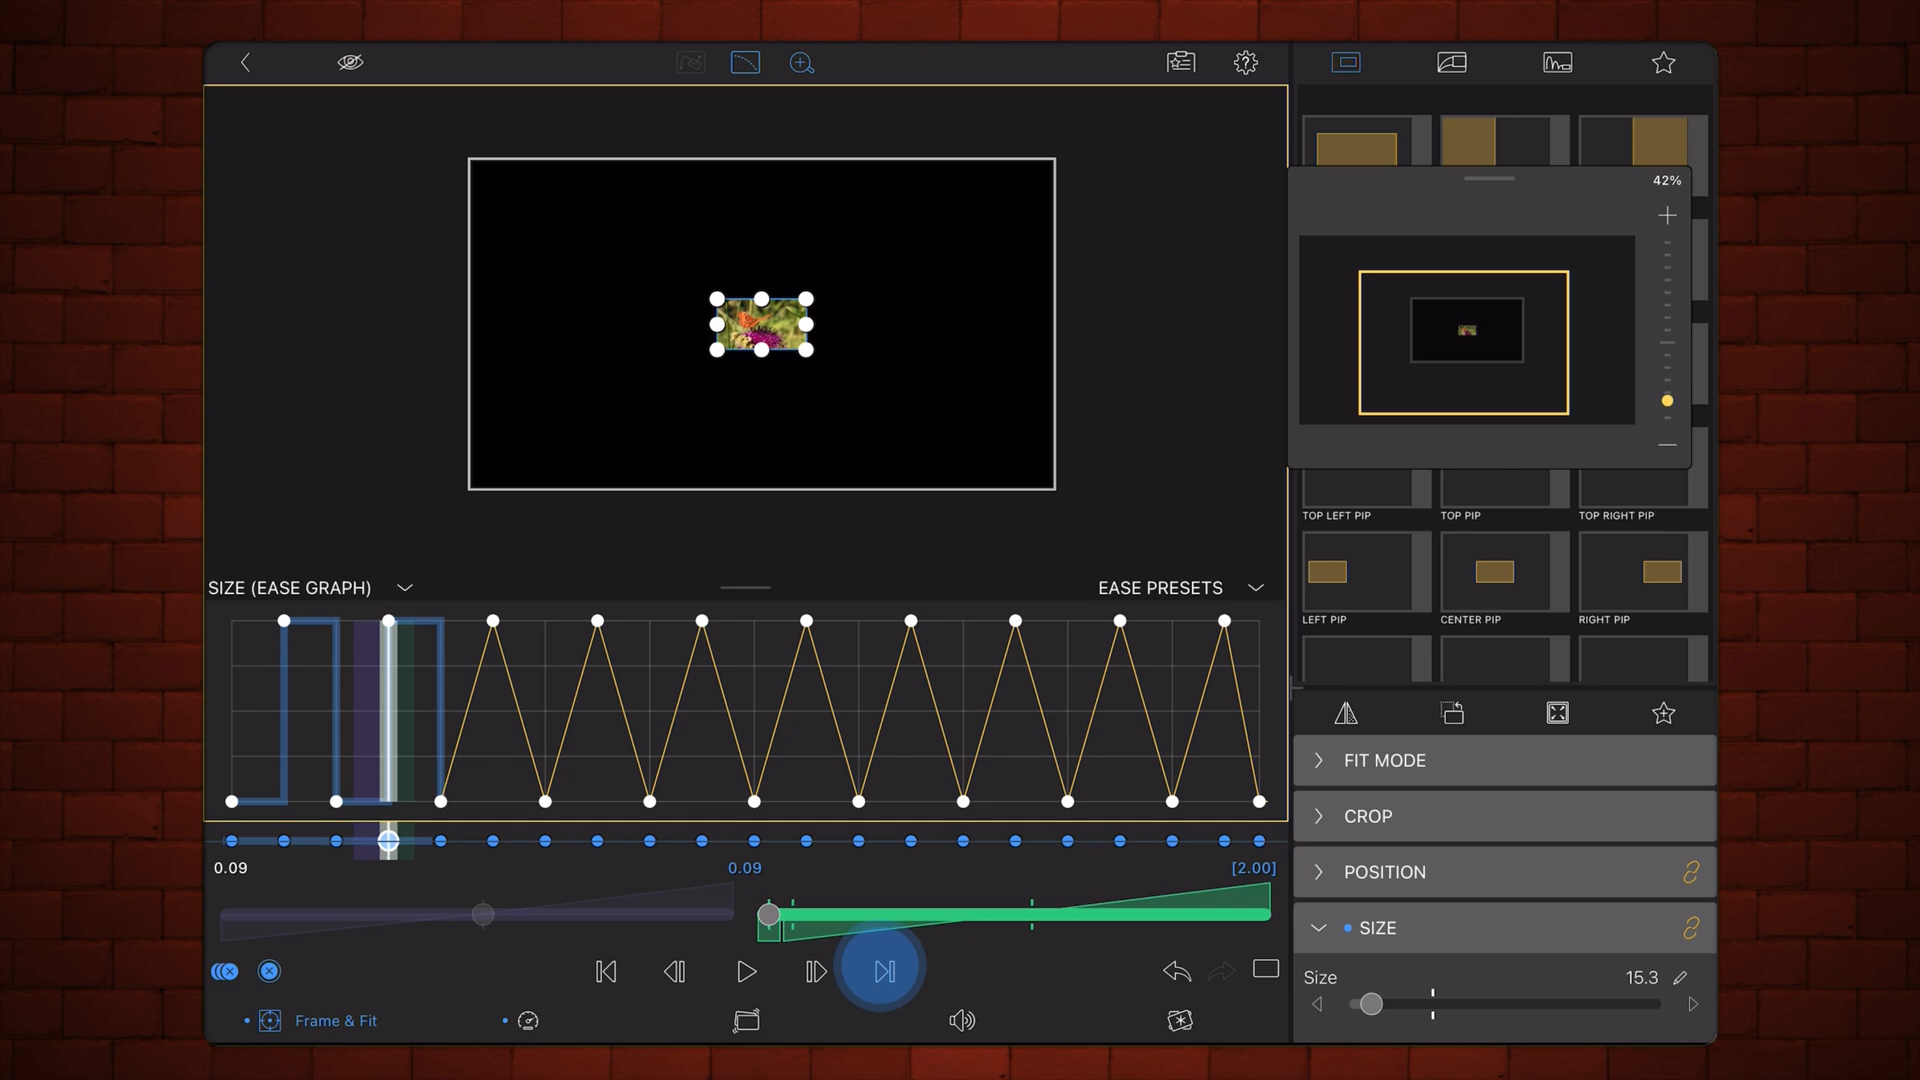 42%
TOP LEFT PIP
TOP PIP
TOP RIGHT PIP
SIZE (EASE GRAPH)
EASE PRESETS
LEFT PIP
CENTER PIP
RIGHT PIP
FIT MODE
CROP
0.09
0.09
[2.00]
POSITION
SIZE
Size
15.3
Frame & Fit